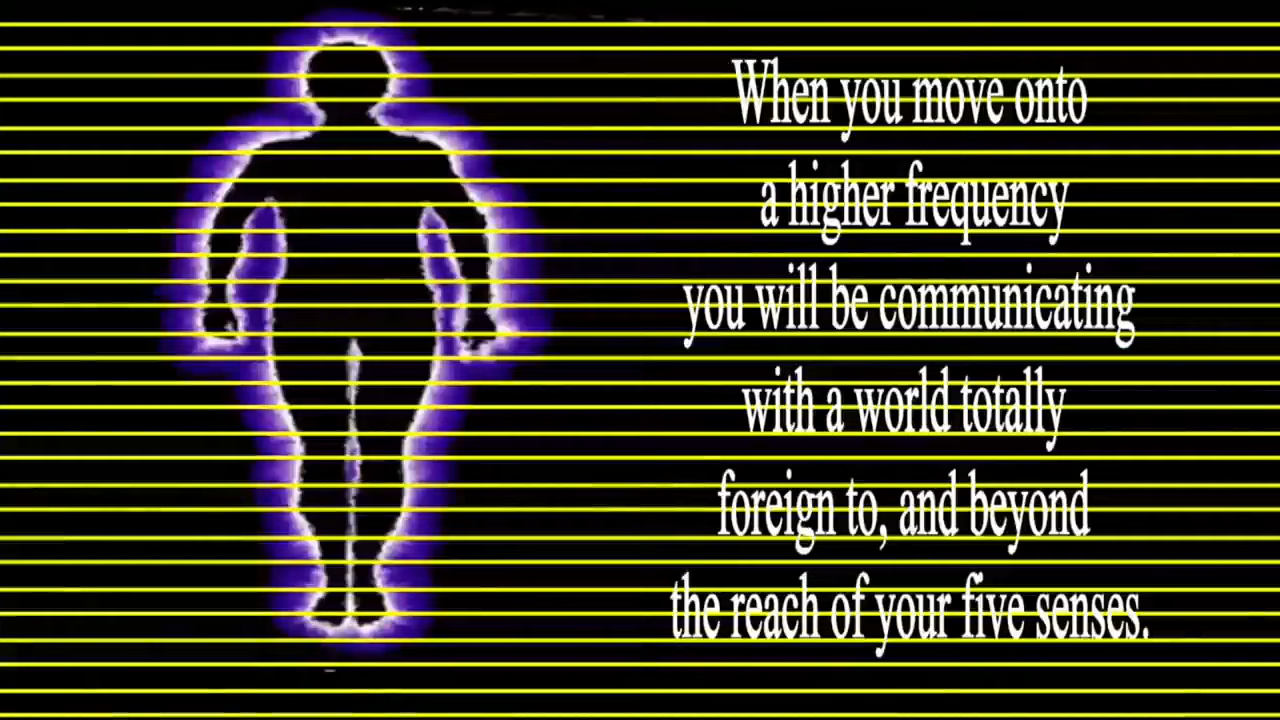 When you move onto
a higher frequency
you will be communicating
with a world totally
foreign to, and beyond
the reach of your five senses.